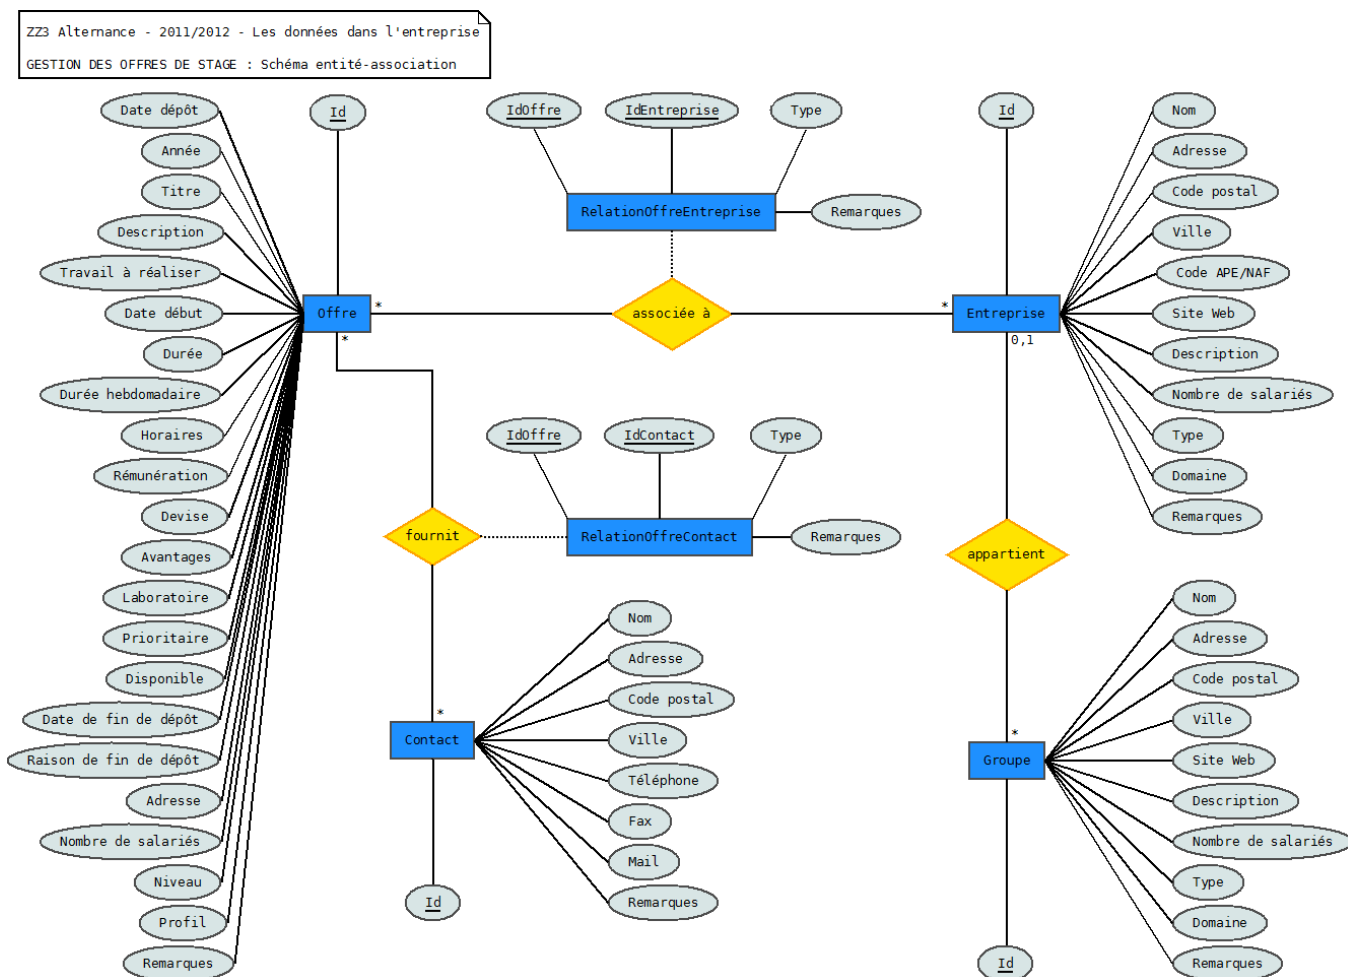 ZZ3 Alternance - 2011/2012 - Les données dans l'entreprise
GESTION DES OFFRES DE STAGE : Schéma entité-association
Date dépôt
Année
Titre
Description
Travail à réaliser
Date début
Durée
Durée hebdomadaire
Horaires
Rémunération
Devise
Avantages
Laboratoire
Prioritaire
Disponible
Date de fin de dépôt
Raison de fin de dépôt
Adresse
Nombre de salariés
Niveau
Profil
Remarques
Id
Offre
*
*
IdOffre
IdEntreprise
Type
RelationOffreEntreprise
Remarques
associée à
*
Id
Entreprise
0,1
Nom
Adresse
Code postal
Ville
Code APE/NAF
Site Web
Description
Nombre de salariés
Type
Domaine
Remarques
IdOffre
IdContact
Type
fournit
RelationOffreContact
Remarques
appartient
*
Contact
Nom
Adresse
Code postal
Ville
Téléphone
Fax
Mail
Remarques
Id
*
Groupe
Nom
Adresse
Code postal
Ville
Site Web
Description
Nombre de salariés
Type
Domaine
Remarques
Id